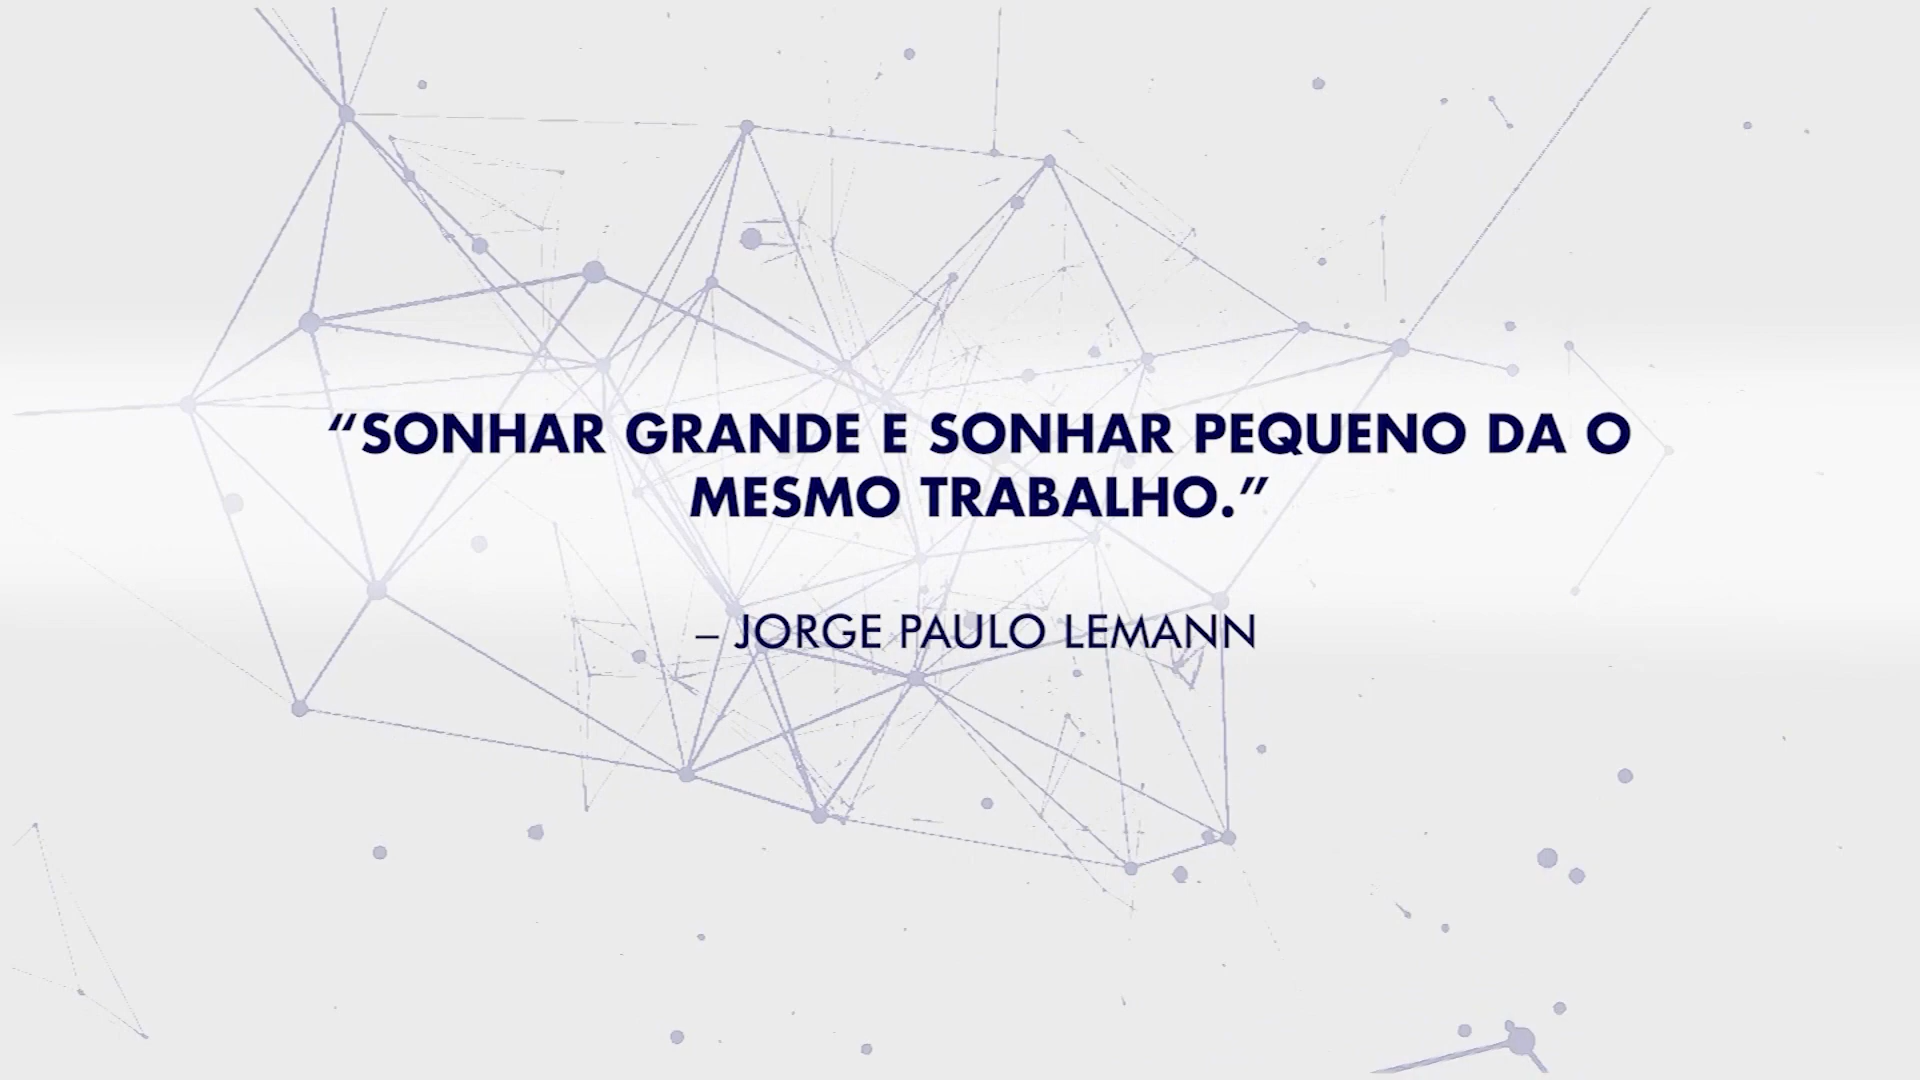 “SONHAR GRANDE E SONHAR PEQUENO DA O
MESMO TRABALHO.”
– JORGE PAULO LEMANN